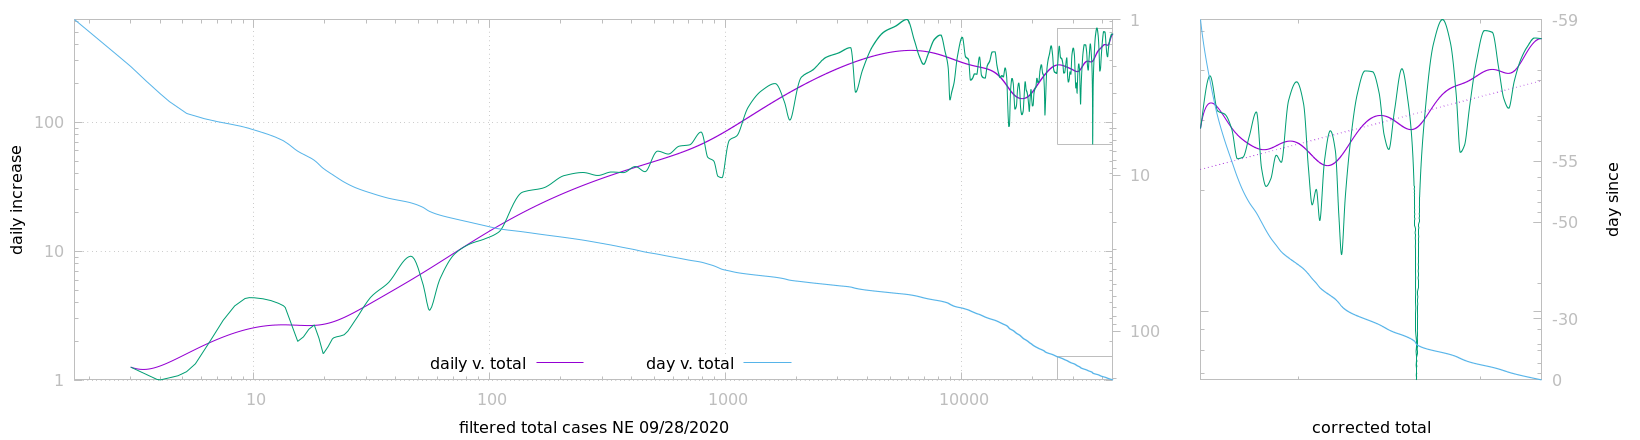 daily increase
100
10
1
10
100
1000
10000
filtered total cases NE 09/28/2020
daily v. total
day v. total
1
10
100
corrected total
-59
-55
-50
-30
0
day since